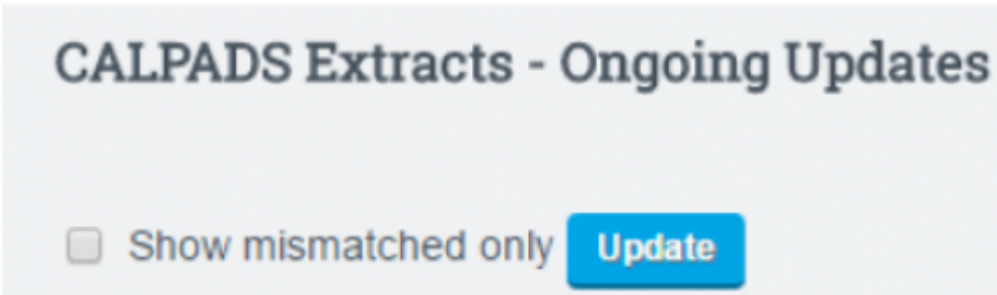 CALPADS Extracts - Ongoing Updates
Show mismatched only Update